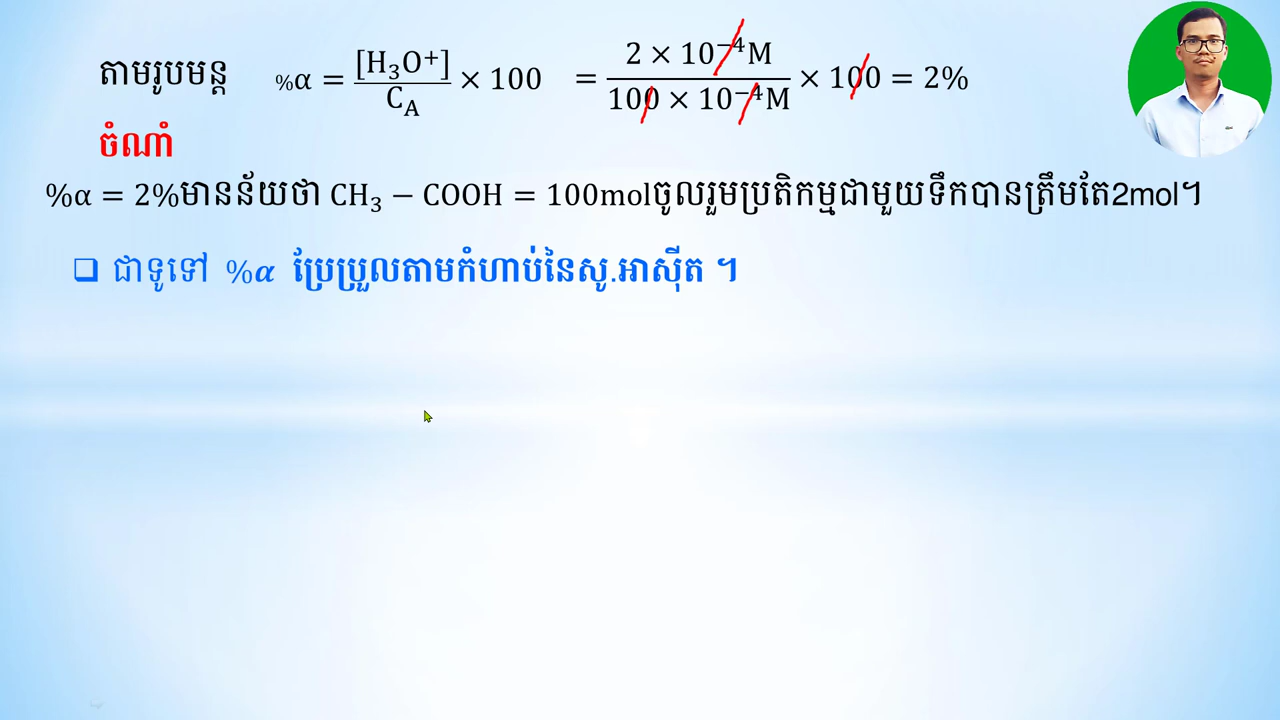 តាមរូបមន្ត %α = [H₃O⁺]/C_A × 100 = 2 × 10⁻⁴M/100 × 10⁻⁴M × 100 = 2%
ចំណាំ
%α = 2%មានន័យថា CH₃ − COOH = 100molចូលរួមប្រតិកម្មជាមួយទឹកបានត្រឹមតែ2mol។
❑ ជាទូទៅ %α ប្រែប្រួលតាមកំហាប់នៃសូ.អាស៊ីត ។